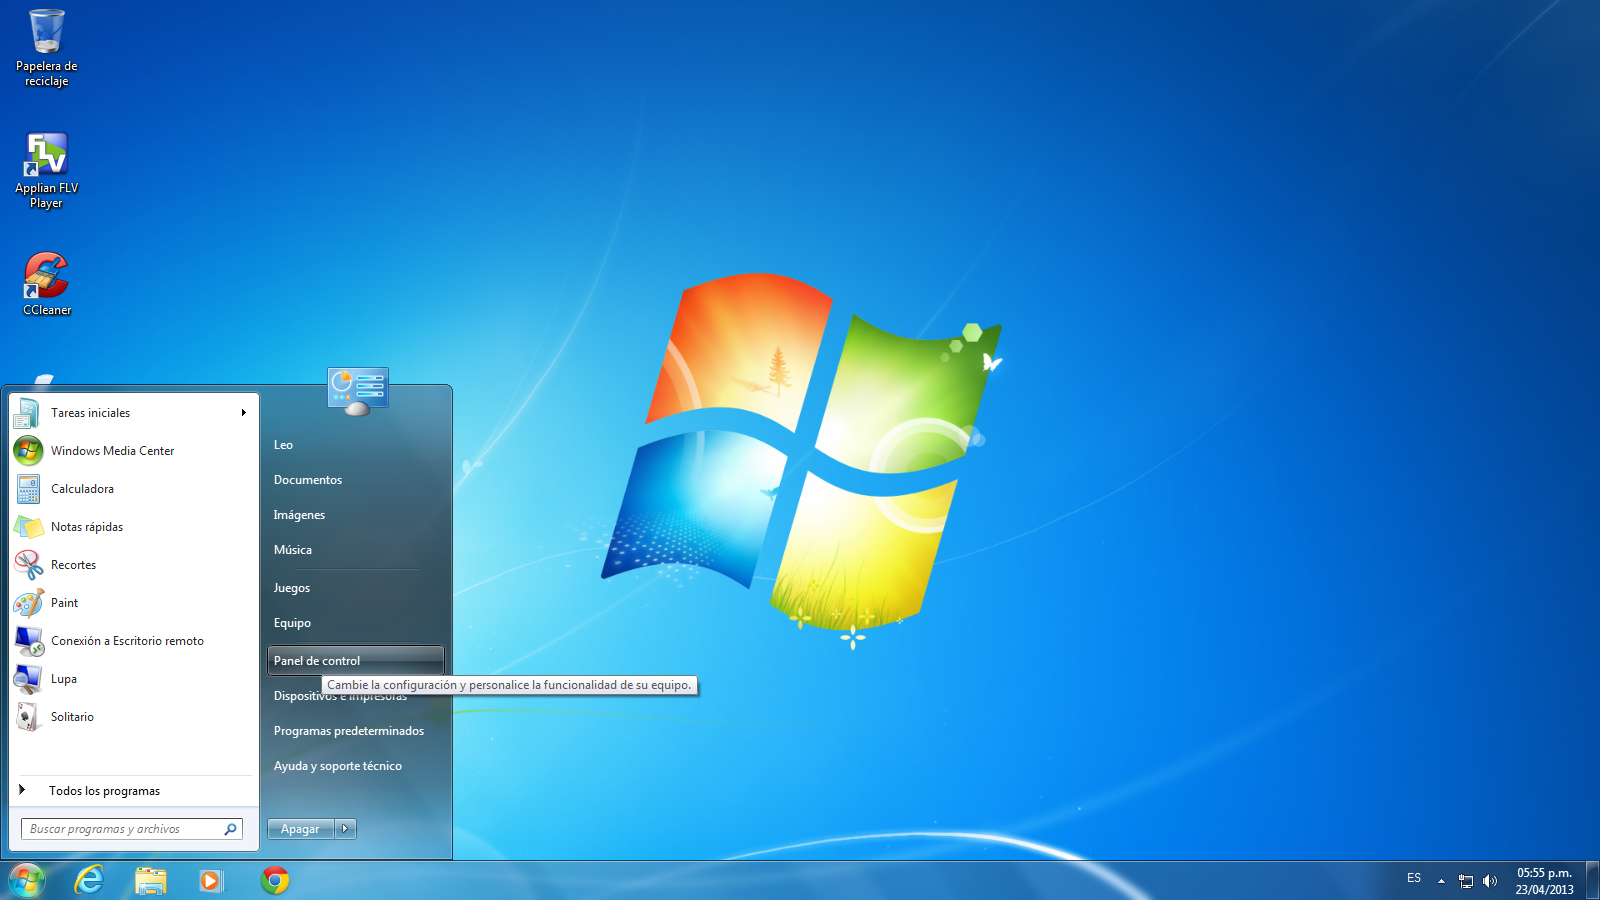 Papelera de
reciclaje
FLV
Applian FLV
Player
CCleaner
Tareas iniciales
Windows Media Center
Calculadora
Notas rápidas
Recortes
Paint
Conexión a Escritorio remoto
Lupa
Solitario
Todos los programas
Buscar programas y archivos
Leo
Documentos
Imágenes
Música
Juegos
Equipo
Panel de control
Cambie la configuración y personalice la funcionalidad de su equipo.
Dispositivos e impresoras
Programas predeterminados
Ayuda y soporte técnico
Apagar
ES
05:55 p.m.
23/04/2013